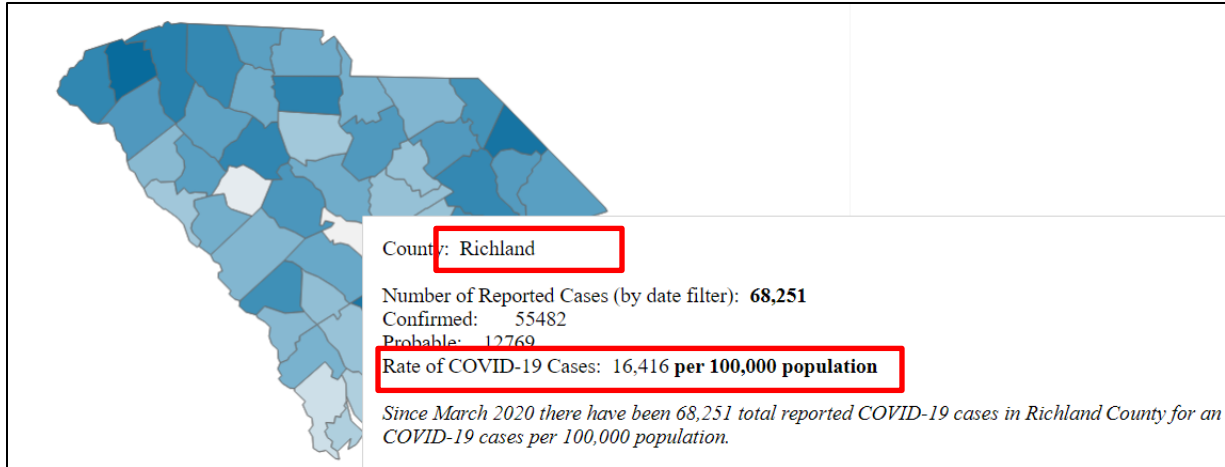 County: Richland
Number of Reported Cases (by date filter): 68,251
Confirmed: 55482
Probable: 12769
Rate of COVID-19 Cases: 16,416 per 100,000 population
Since March 2020 there have been 68,251 total reported COVID-19 cases in Richland County for an
COVID-19 cases per 100,000 population.